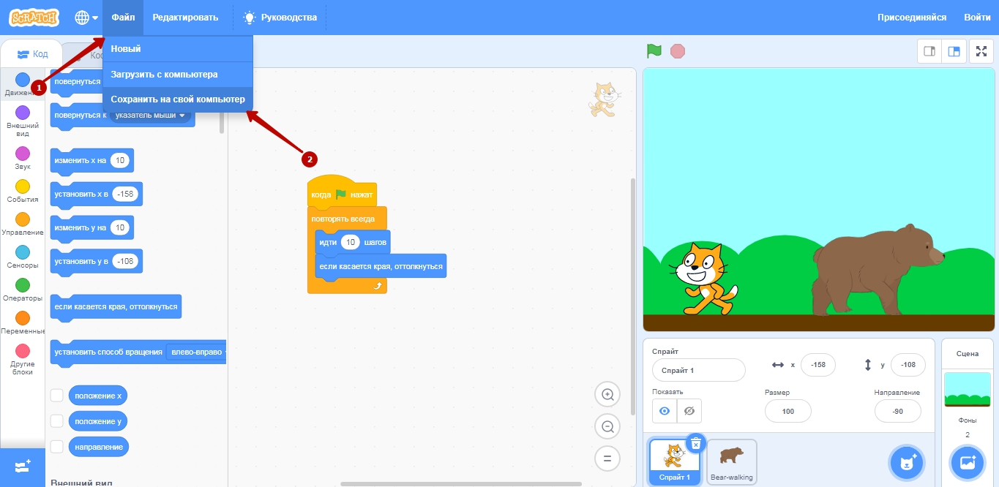 SCRATCH
Файл
Редактировать
Руководства
Присоединяйся
Войти
Новый
Загрузить с компьютера
Сохранить на свой компьютер
1
2
Код
Движен
Внешний
вид
Звук
События
Управление
Сенсоры
Операторы
Переменные
Другие
блоки
повернуться
повернуться к указатель мыши
изменить x на 10
установить x в -158
изменить y на 10
установить y в -108
если касается края, оттолкнуться
установить способ вращения влево-вправо
положение x
положение y
направление
Внешний вид
когда нажат
повторять всегда
идти 10 шагов
если касается края, оттолкнуться
Спрайт
Спрайт 1
x -158
y -108
Показать
Размер
100
Направление
-90
Спрайт 1
Bear-walking
Сцена
Фоны
2